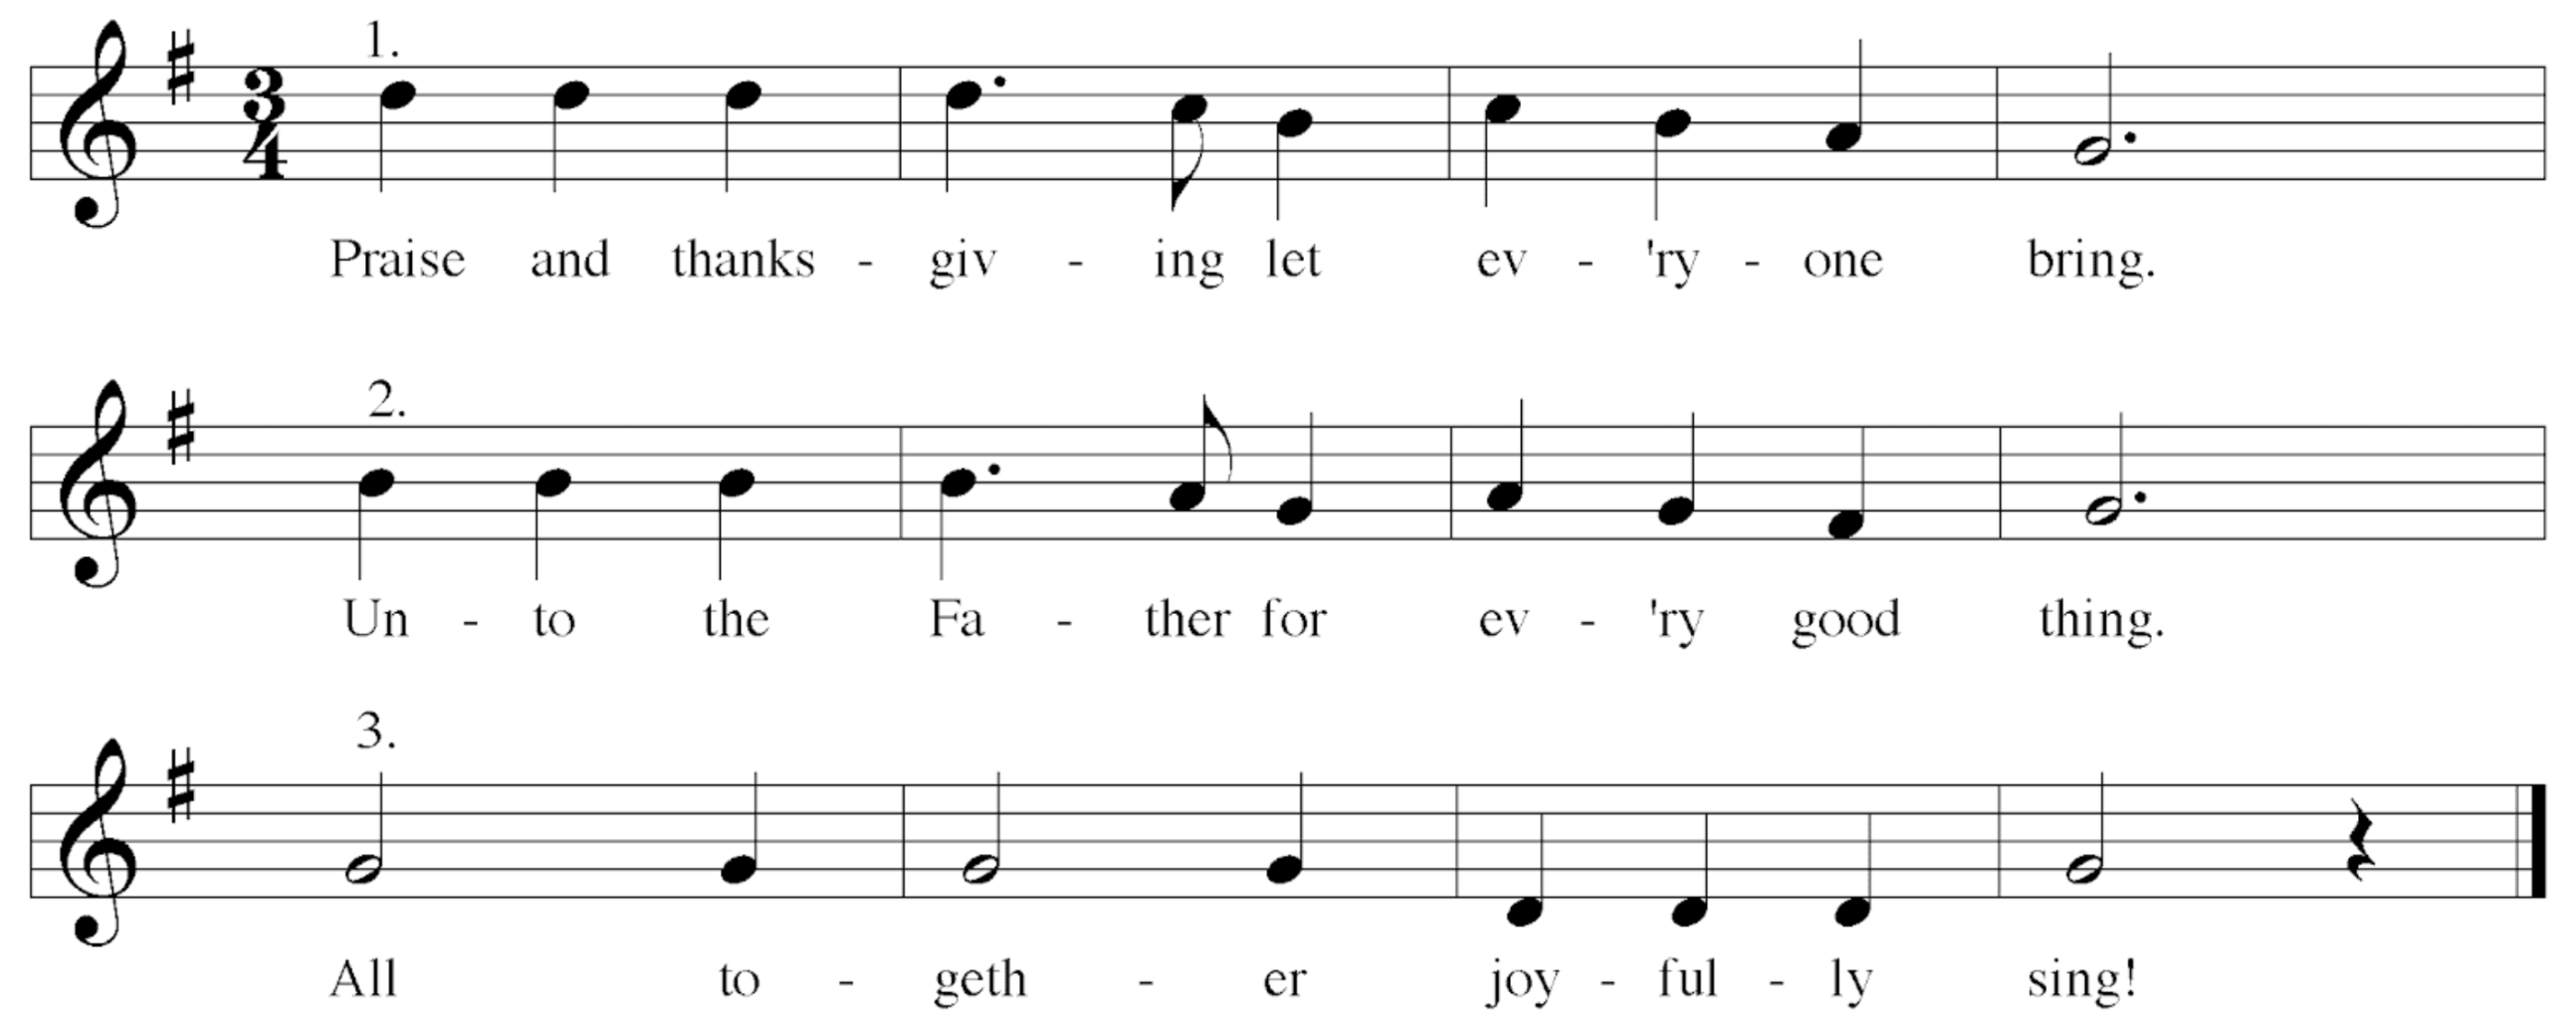 1.
3
4
Praise and thanks - giv - ing let ev - 'ry - one bring.
2.
Un - to the Fa - ther for ev - 'ry good thing.
3.
All to - geth - er joy - ful - ly sing!